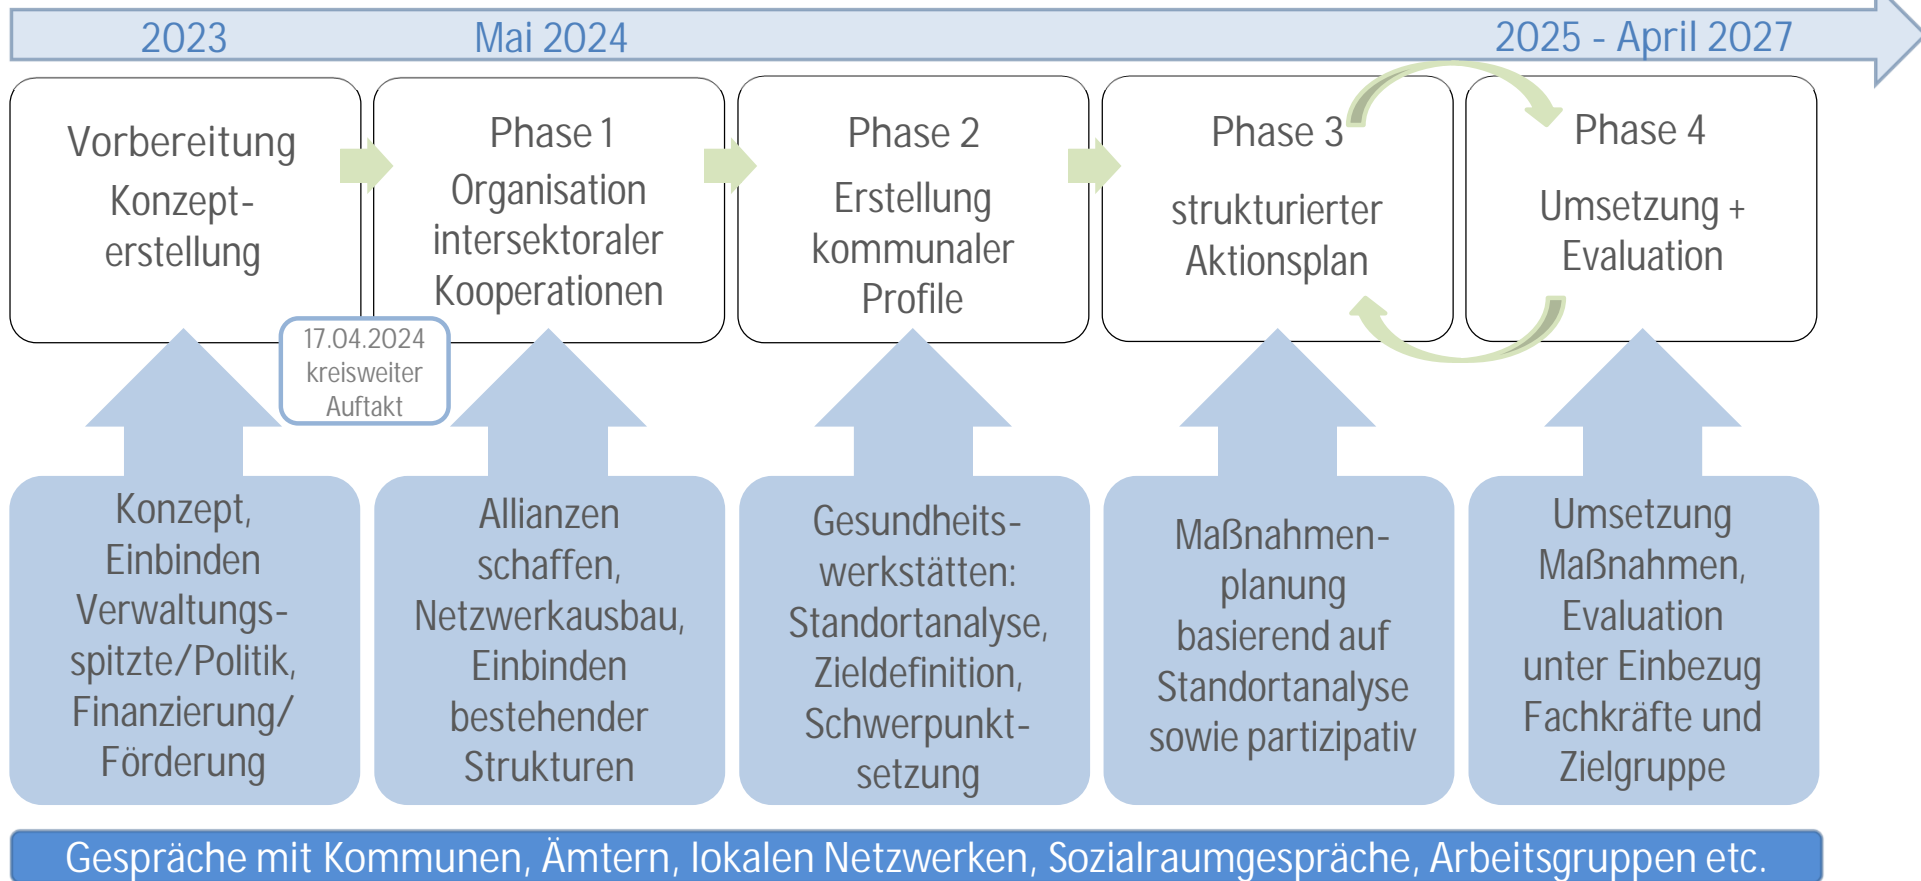 2023
Mai 2024
2025 - April 2027
Vorbereitung
Konzept-
erstellung
Phase 1
Organisation
intersektoraler
Kooperationen
Phase 2
Erstellung
kommunaler
Profile
Phase 3
strukturierter
Aktionsplan
Phase 4
Umsetzung +
Evaluation
17.04.2024
kreisweiter
Auftakt
Konzept,
Einbinden
Verwaltungs-
spitzte/Politik,
Finanzierung/
Förderung
Allianzen
schaffen,
Netzwerkausbau,
Einbinden
bestehender
Strukturen
Gesundheits-
werkstätten:
Standortanalyse,
Zieldefinition,
Schwerpunkt-
setzung
Maßnahmen-
planung
basierend auf
Standortanalyse
sowie partizipativ
Umsetzung
Maßnahmen,
Evaluation
unter Einbezug
Fachkräfte und
Zielgruppe
Gespräche mit Kommunen, Ämtern, lokalen Netzwerken, Sozialraumgespräche, Arbeitsgruppen etc.